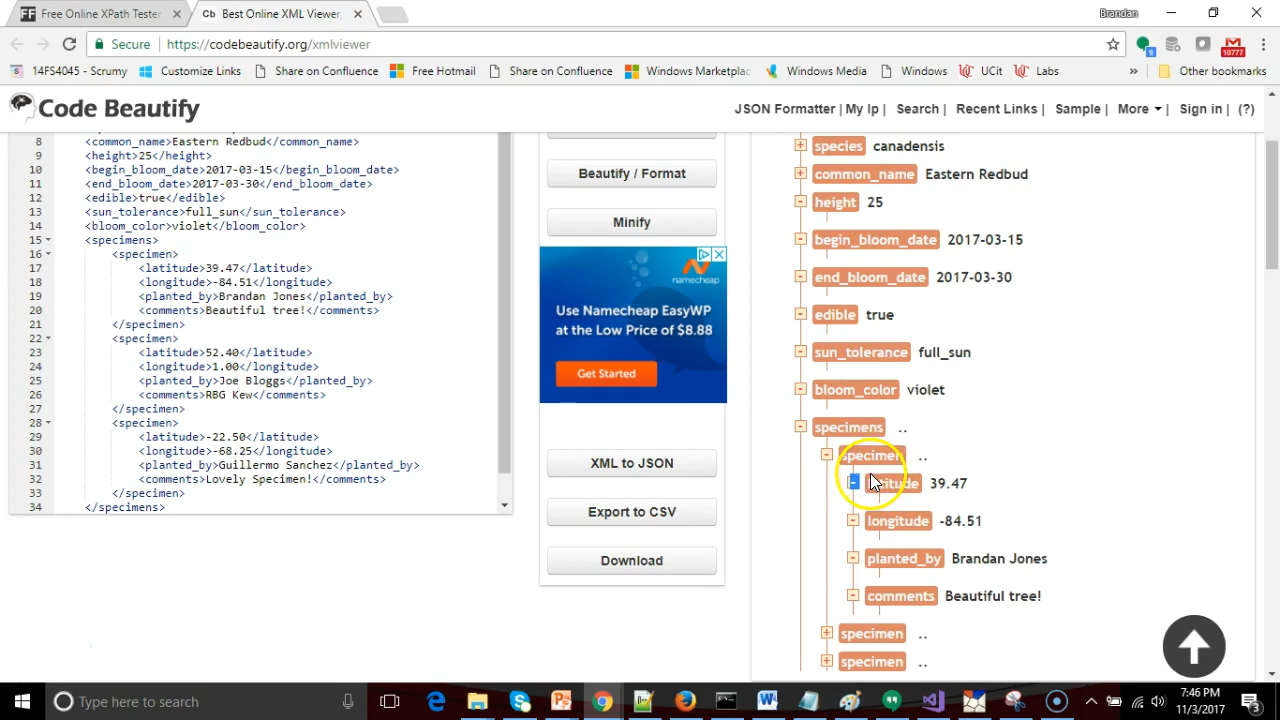 Free Online XPath Tester
Best Online XML Viewer,
Brandan
Secure
https://codebeautify.org/xmlviewer
9
10777
14FS4045 - Scrumy
Customize Links
Share on Confluence
Free Hotmail
Share on Confluence
Windows Marketplac
Windows Media
Windows
UCit
Labs
»
Other bookmarks
Code Beautify
JSON Formatter | My Ip | Search | Recent Links | Sample | More | Sign in | (?)
8 <common_name>Eastern Redbud</common_name>
9 <height>25</height>
10 <begin_bloom_date>2017-03-15</begin_bloom_date>
11 <end_bloom_date>2017-03-30</end_bloom_date>
12 <edible>true</edible>
13 <sun_tolerance>full_sun</sun_tolerance>
14 <bloom_color>violet</bloom_color>
15 <specimens>
16 <specimen>
17 <latitude>39.47</latitude>
18 <longitude>-84.51</longitude>
19 <planted_by>Brandan Jones</planted_by>
20 <comments>Beautiful tree!</comments>
21 </specimen>
22 <specimen>
23 <latitude>52.40</latitude>
24 <longitude>1.00</longitude>
25 <planted_by>Joe Bloggs</planted_by>
26 <comments>RBG Kew</comments>
27 </specimen>
28 <specimen>
29 <latitude>-22.50</latitude>
30 <longitude>-68.25</longitude>
31 <planted_by>Guillermo Sanchez</planted_by>
32 <comments>Lovely Specimen!</comments>
33 </specimen>
34 </specimens>
Beautify / Format
Minify
namecheap
Use Namecheap EasyWP
at the Low Price of $8.88
Get Started
XML to JSON
Export to CSV
Download
species canadensis
common_name Eastern Redbud
height 25
begin_bloom_date 2017-03-15
end_bloom_date 2017-03-30
edible true
sun_tolerance full_sun
bloom_color violet
specimens ..
specimen ..
latitude 39.47
longitude -84.51
planted_by Brandan Jones
comments Beautiful tree!
specimen ..
specimen ..
Type here to search
7:46 PM
11/3/2017
3